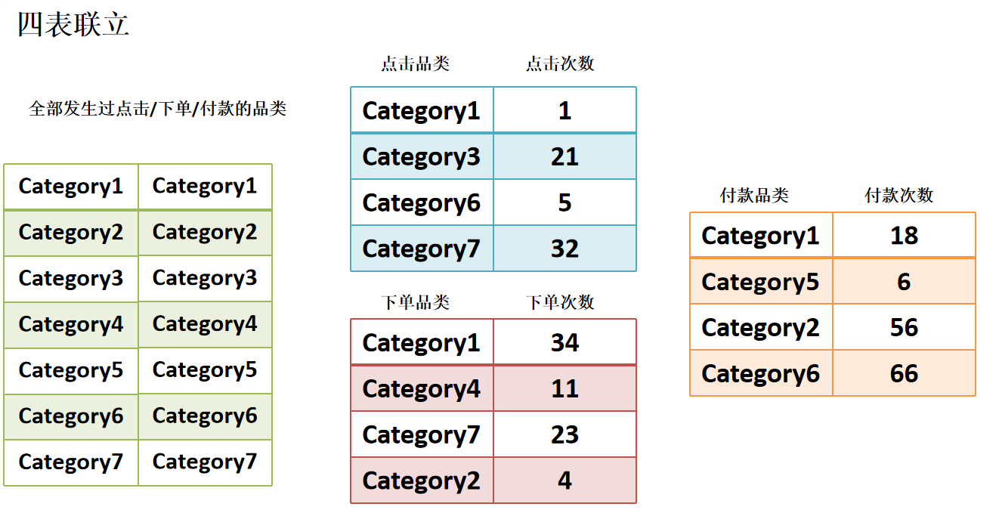 四表联立
全部发生过点击/下单/付款的品类
Category1 Category1
Category2 Category2
Category3 Category3
Category4 Category4
Category5 Category5
Category6 Category6
Category7 Category7
点击品类 点击次数
Category1 1
Category3 21
Category6 5
Category7 32
下单品类 下单次数
Category1 34
Category4 11
Category7 23
Category2 4
付款品类 付款次数
Category1 18
Category5 6
Category2 56
Category6 66